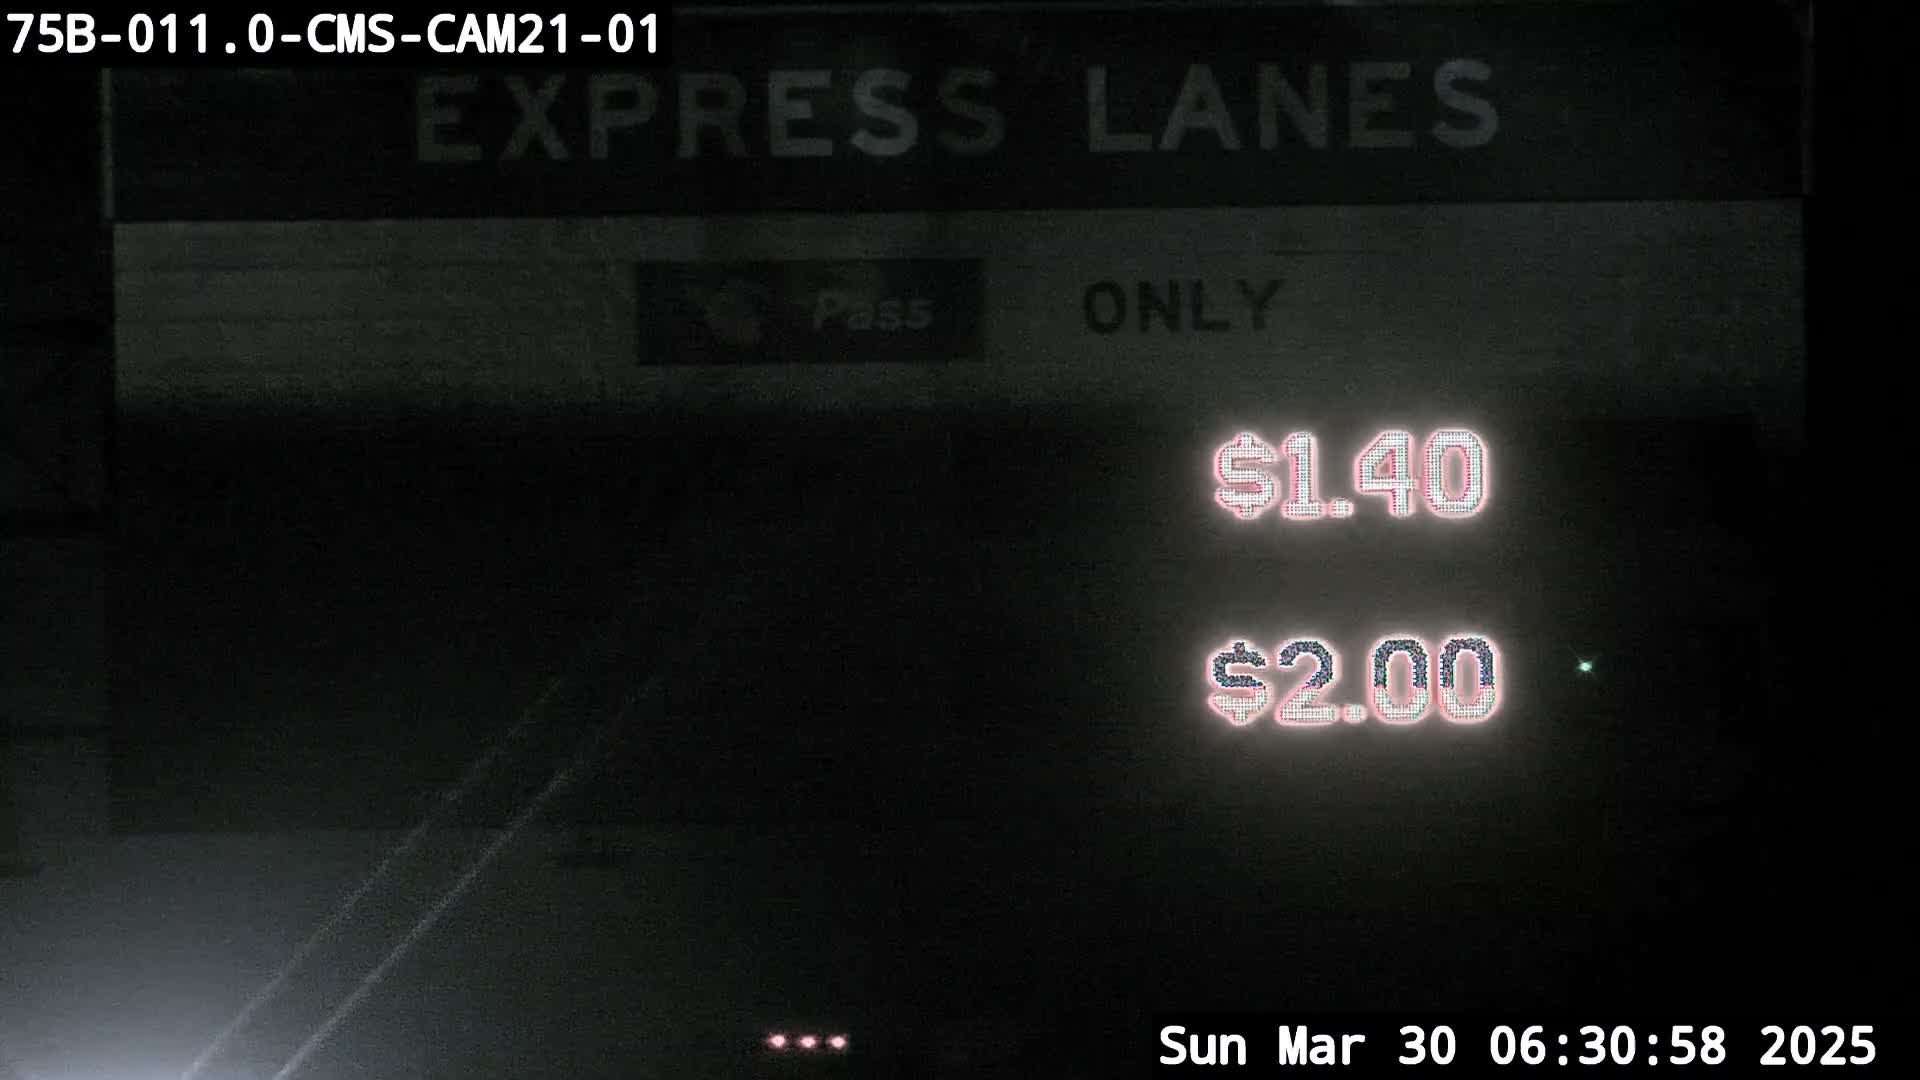 75B-011.0-CMS-CAM21-01
EXPRESS LANES
Pass ONLY
$1.40
$2.00
Sun Mar 30 06:30:58 2025